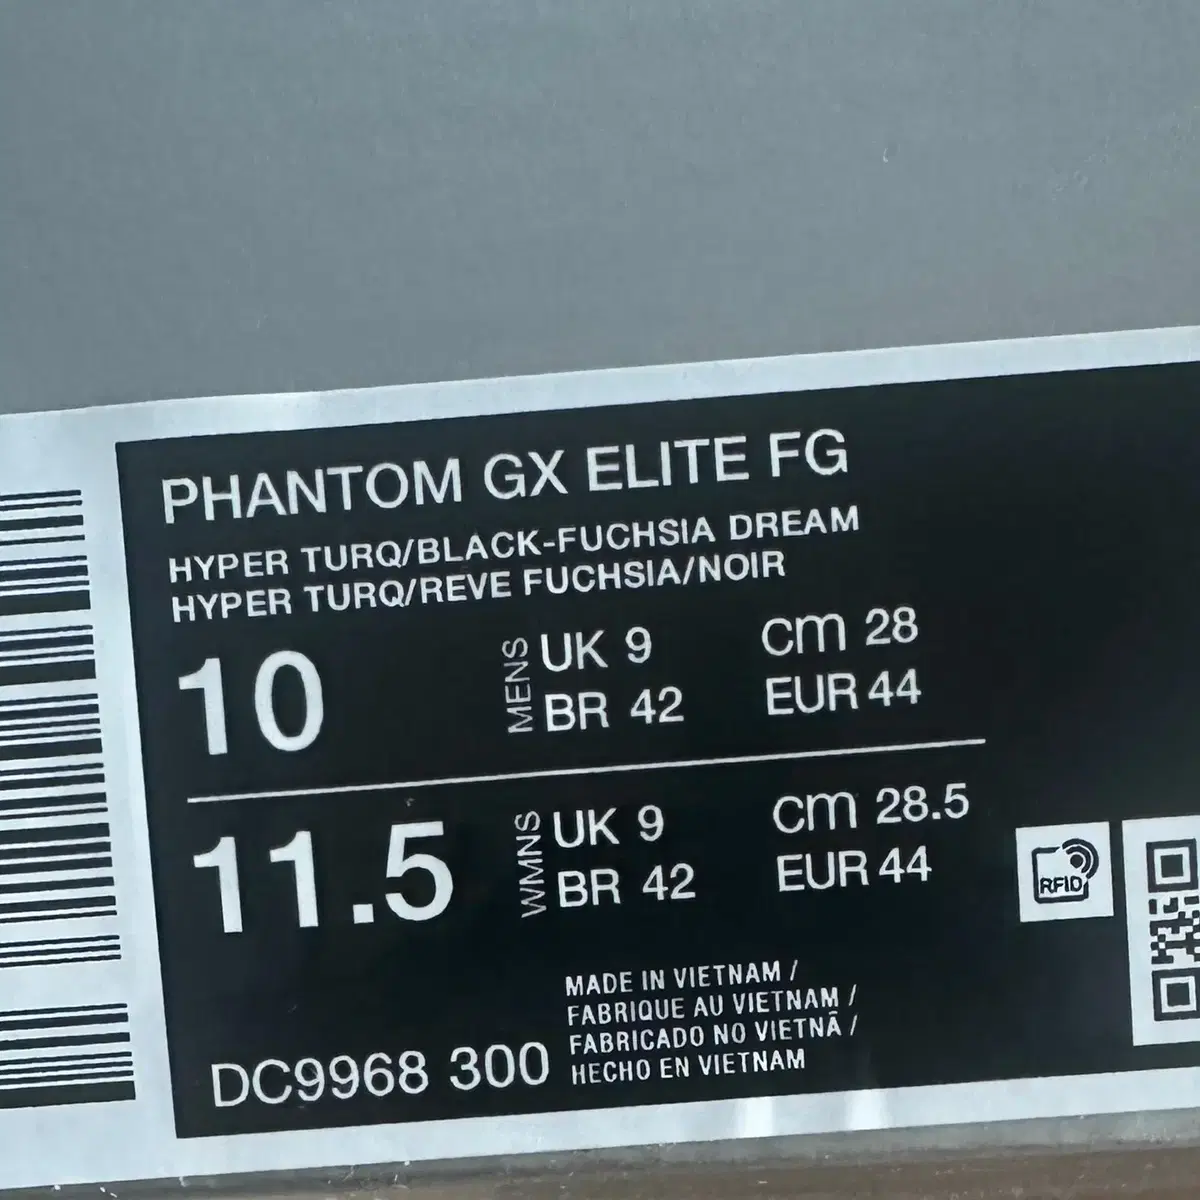 PHANTOM GX ELITE FG
HYPER TURQ/BLACK-FUCHSIA DREAM
HYPER TURQ/REVE FUCHSIA/NOIR
10 MENS UK 9 cm 28
BR 42 EUR 44
11.5 WMNS UK 9 cm 28.5
BR 42 EUR 44
RFID
MADE IN VIETNAM /
FABRIQUE AU VIETNAM /
FABRICADO NO VIETNÃ /
HECHO EN VIETNAM
DC9968 300